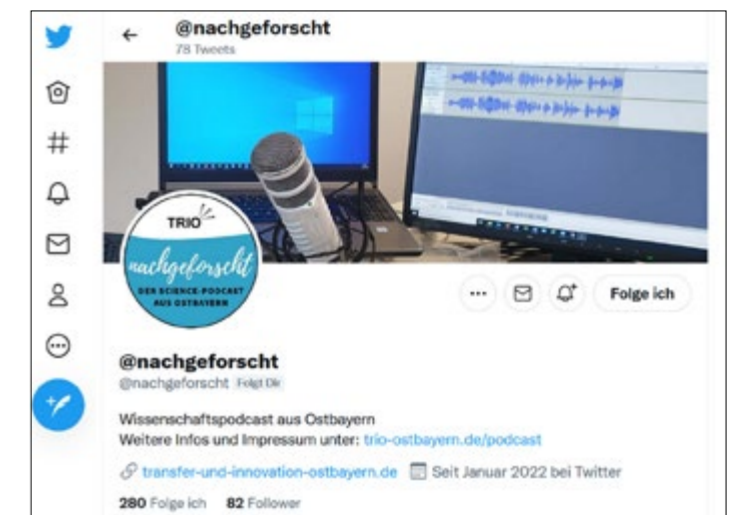 @nachgeforscht
78 Tweets
TRIO
nachgeforscht
DER SCIENCE-PODCAST
AUS OSTBAYERN
Folge ich
@nachgeforscht
@nachgeforscht Folgt Dir
Wissenschaftspodcast aus Ostbayern
Weitere Infos und Impressum unter: trio-ostbayern.de/podcast
transfer-und-innovation-ostbayern.de Seit Januar 2022 bei Twitter
280 Folge ich 82 Follower